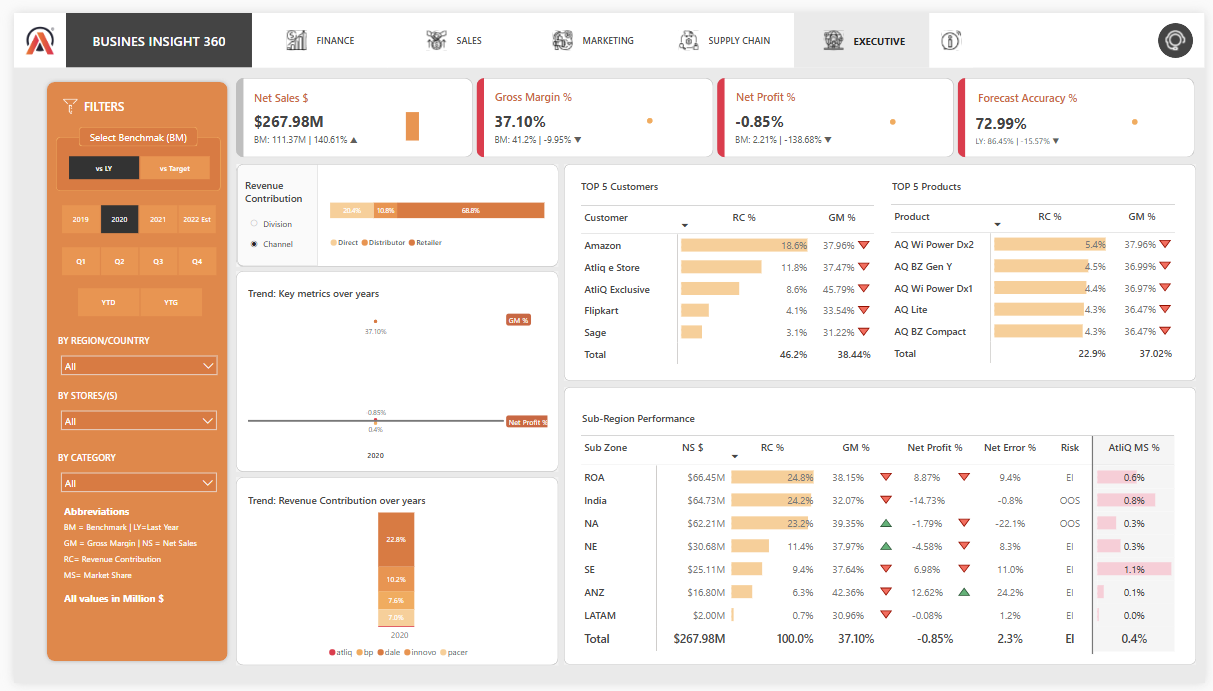 BUSINES INSIGHT 360
FINANCE
SALES
MARKETING
SUPPLY CHAIN
EXECUTIVE
FILTERS
Select Benchmak (BM)
vs LY vs Target
2019 2020 2021 2022 Est
Q1 Q2 Q3 Q4
YTD YTG
BY REGION/COUNTRY
All
BY STORES/(S)
All
BY CATEGORY
All
Abbreviations
BM = Benchmark | LY=Last Year
GM = Gross Margin | NS = Net Sales
RC= Revenue Contribution
MS= Market Share
All values in Million $
Net Sales $
$267.98M
BM: 111.37M | 140.61% ▲
Gross Margin %
37.10%
BM: 41.2% | -9.95% ▼
Net Profit %
-0.85%
BM: 2.21% | -138.68% ▼
Forecast Accuracy %
72.99%
LY: 86.45% | -15.57% ▼
Revenue
Contribution
Division
Channel
20.4% 10.8% 68.8%
Direct Distributor Retailer
Trend: Key metrics over years
GM %
37.10%
0.85%
Net Profit %
0.4%
2020
Trend: Revenue Contribution over years
22.8%
10.2%
7.6%
7.0%
2020
atliq bp dale innovo pacer
TOP 5 Customers
Customer RC % GM %
Amazon 18.6% 37.96%
Atliq e Store 11.8% 37.47%
AtliQ Exclusive 8.6% 45.79%
Flipkart 4.1% 33.54%
Sage 3.1% 31.22%
Total 46.2% 38.44%
TOP 5 Products
Product RC % GM %
AQ Wi Power Dx2 5.4% 37.96%
AQ BZ Gen Y 4.5% 36.99%
AQ Wi Power Dx1 4.4% 36.97%
AQ Lite 4.3% 36.47%
AQ BZ Compact 4.3% 36.47%
Total 22.9% 37.02%
Sub-Region Performance
Sub Zone NS $ RC % GM % Net Profit % Net Error % Risk AtliQ MS %
ROA $66.45M 24.8% 38.15% 8.87% 9.4% EI 0.6%
India $64.73M 24.2% 32.07% -14.73% -0.8% OOS 0.8%
NA $62.21M 23.2% 39.35% -1.79% -22.1% OOS 0.3%
NE $30.68M 11.4% 37.97% -4.58% 8.3% EI 0.3%
SE $25.11M 9.4% 37.64% 6.98% 11.0% EI 1.1%
ANZ $16.80M 6.3% 42.36% 12.62% 24.2% EI 0.1%
LATAM $2.00M 0.7% 30.96% -0.08% 1.2% EI 0.0%
Total $267.98M 100.0% 37.10% -0.85% 2.3% EI 0.4%